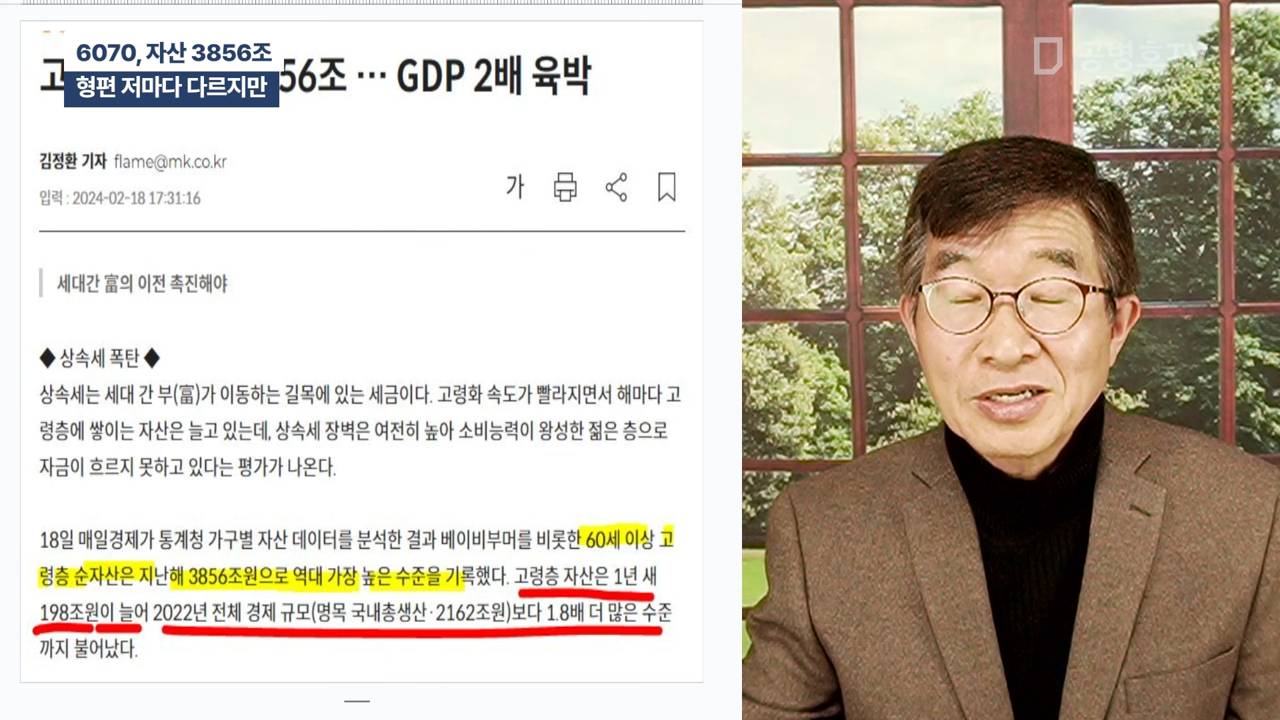 6070, 자산 3856조
형편 저마다 다르지만
고
56조 ··· GDP 2배 육박
공병호TV
김정환 기자 flame@mk.co.kr
입력 : 2024-02-18 17:31:16
가
세대간 富의 이전 촉진해야
◆ 상속세 폭탄 ◆
상속세는 세대 간 부(富)가 이동하는 길목에 있는 세금이다. 고령화 속도가 빨라지면서 해마다 고
령층에 쌓이는 자산은 늘고 있는데, 상속세 장벽은 여전히 높아 소비능력이 왕성한 젊은 층으로
자금이 흐르지 못하고 있다는 평가가 나온다.
18일 매일경제가 통계청 가구별 자산 데이터를 분석한 결과 베이비부머를 비롯한 60세 이상 고
령층 순자산은 지난해 3856조원으로 역대 가장 높은 수준을 기록했다. 고령층 자산은 1년 새
198조원이 늘어 2022년 전체 경제 규모(명목 국내총생산·2162조원)보다 1.8배 더 많은 수준
까지 불어났다.